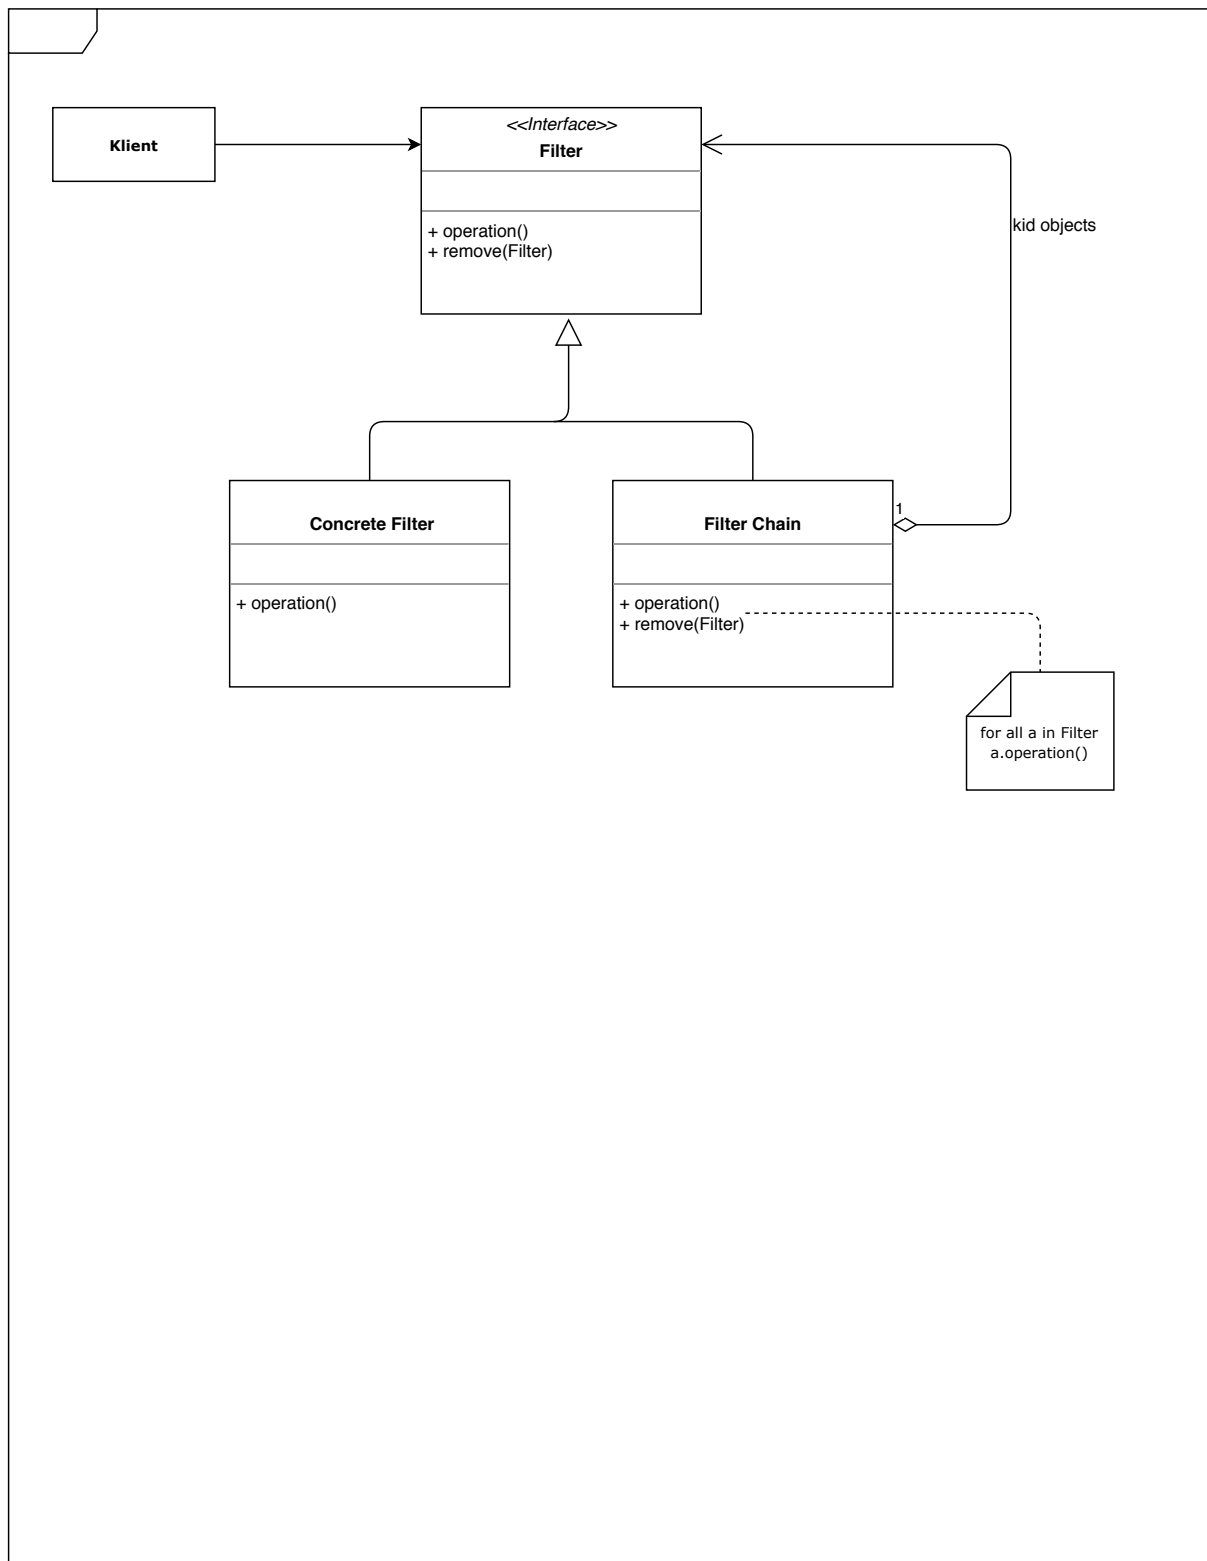 Klient
<<Interface>>
Filter
+ operation()
+ remove(Filter)
kid objects
Concrete Filter
+ operation()
Filter Chain
1
+ operation()
+ remove(Filter)
for all a in Filter
a.operation()